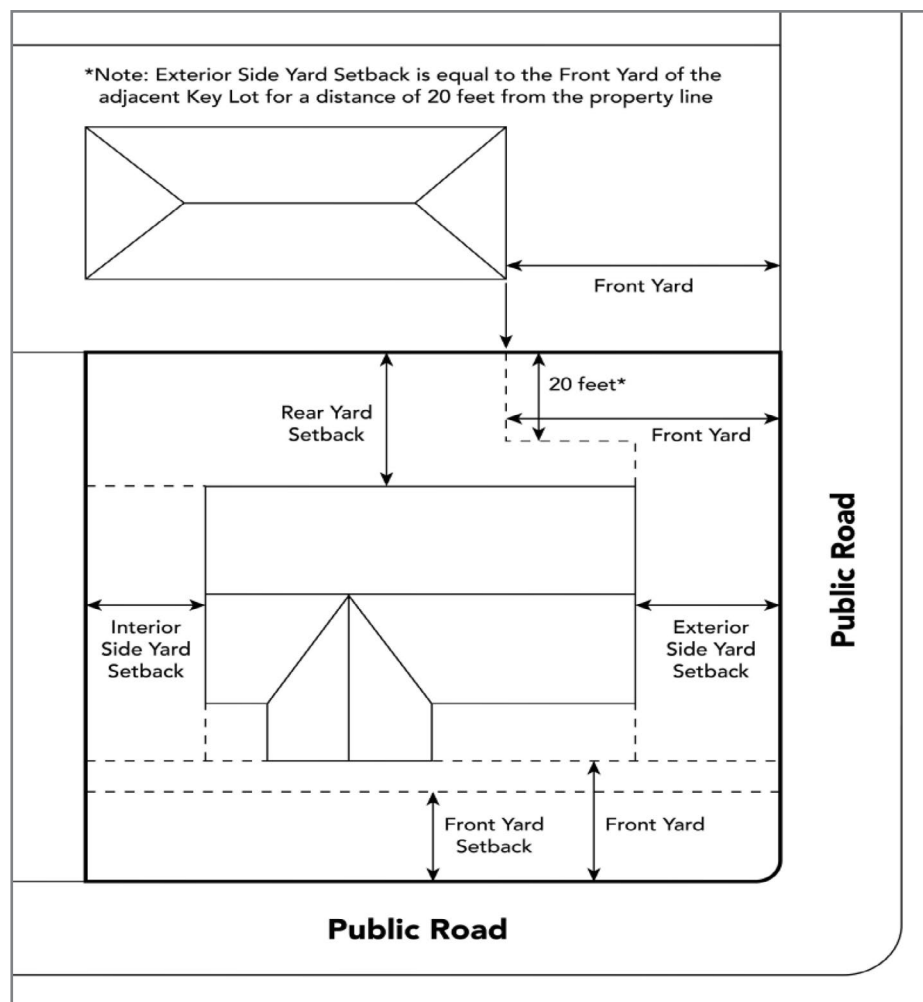 *Note: Exterior Side Yard Setback is equal to the Front Yard of the
adjacent Key Lot for a distance of 20 feet from the property line
Front Yard
20 feet*
Rear Yard
Setback
Front Yard
Public Road
Interior
Side Yard
Setback
Exterior
Side Yard
Setback
Front Yard
Setback
Front Yard
Public Road